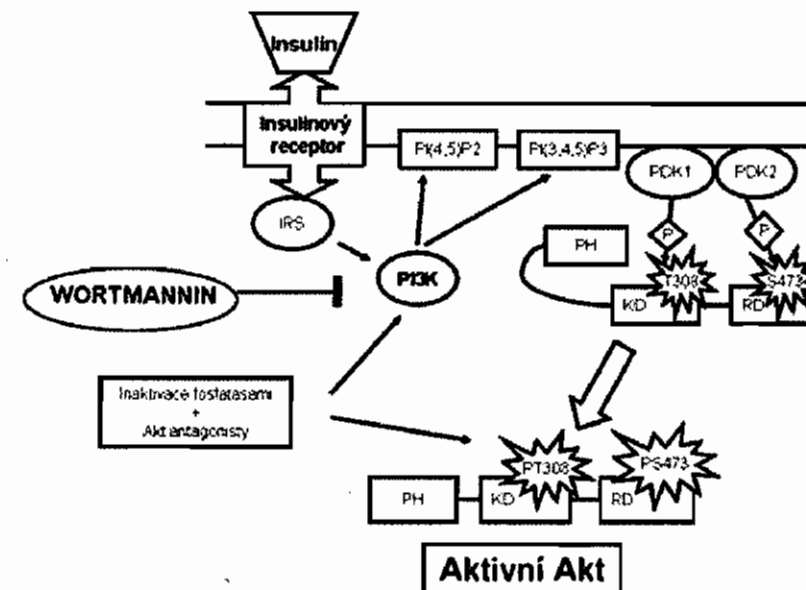 Insulin
Insulinový
receptor
PI(4,5)P2
PI(3,4,5)P3
PDK1
PDK2
IRS
P
P
PH
PI3K
T308
S473
WORTMANNIN
KD
RD
Inaktivace fosfatasami
+
Akt antagonisty
PT308
PS473
PH
KD
RD
Aktivní Akt